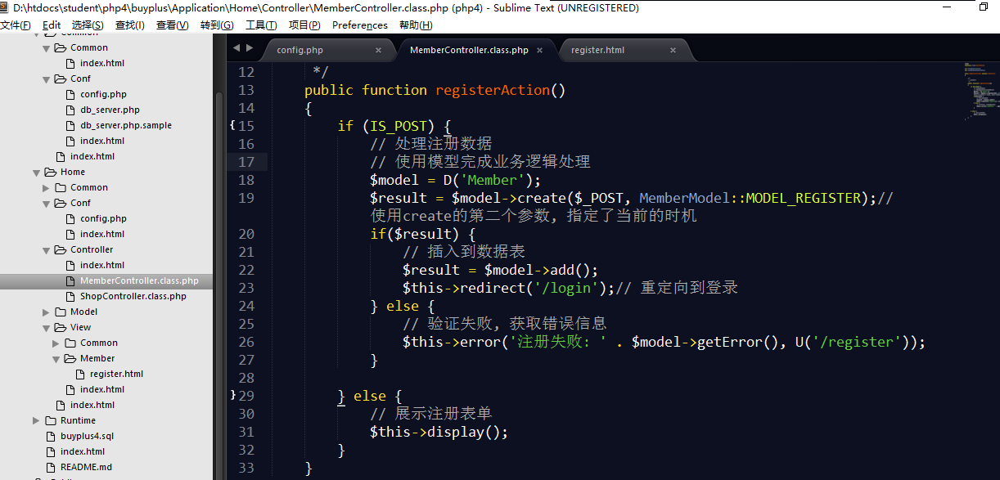 D:\htdocs\student\php4\buyplus\Application\Home\Controller\MemberController.class.php (php4) - Sublime Text (UNREGISTERED)
文件(F) Edit 选择(S) 查找(I) 查看(V) 转到(G) 工具(T) 项目(P) Preferences 帮助(H)
Common
Common
index.html
Conf
config.php
db_server.php
db_server.php.sample
index.html
index.html
Home
Common
Conf
config.php
index.html
Controller
index.html
MemberController.class.php
ShopController.class.php
Model
View
Common
Member
register.html
index.html
index.html
Runtime
buyplus4.sql
index.html
README.md
config.php × MemberController.class.php × register.html ×
12 */
13 public function registerAction()
14 {
15 if (IS_POST) {
16 // 处理注册数据
17 // 使用模型完成业务逻辑处理
18 $model = D('Member');
19 $result = $model->create($_POST, MemberModel::MODEL_REGISTER);//
使用create的第二个参数, 指定了当前的时机
20 if($result) {
21 // 插入到数据表
22 $result = $model->add();
23 $this->redirect('/login');// 重定向到登录
24 } else {
25 // 验证失败, 获取错误信息
26 $this->error('注册失败: ' . $model->getError(), U('/register'));
27 }
28
29 } else {
30 // 展示注册表单
31 $this->display();
32 }
33 }